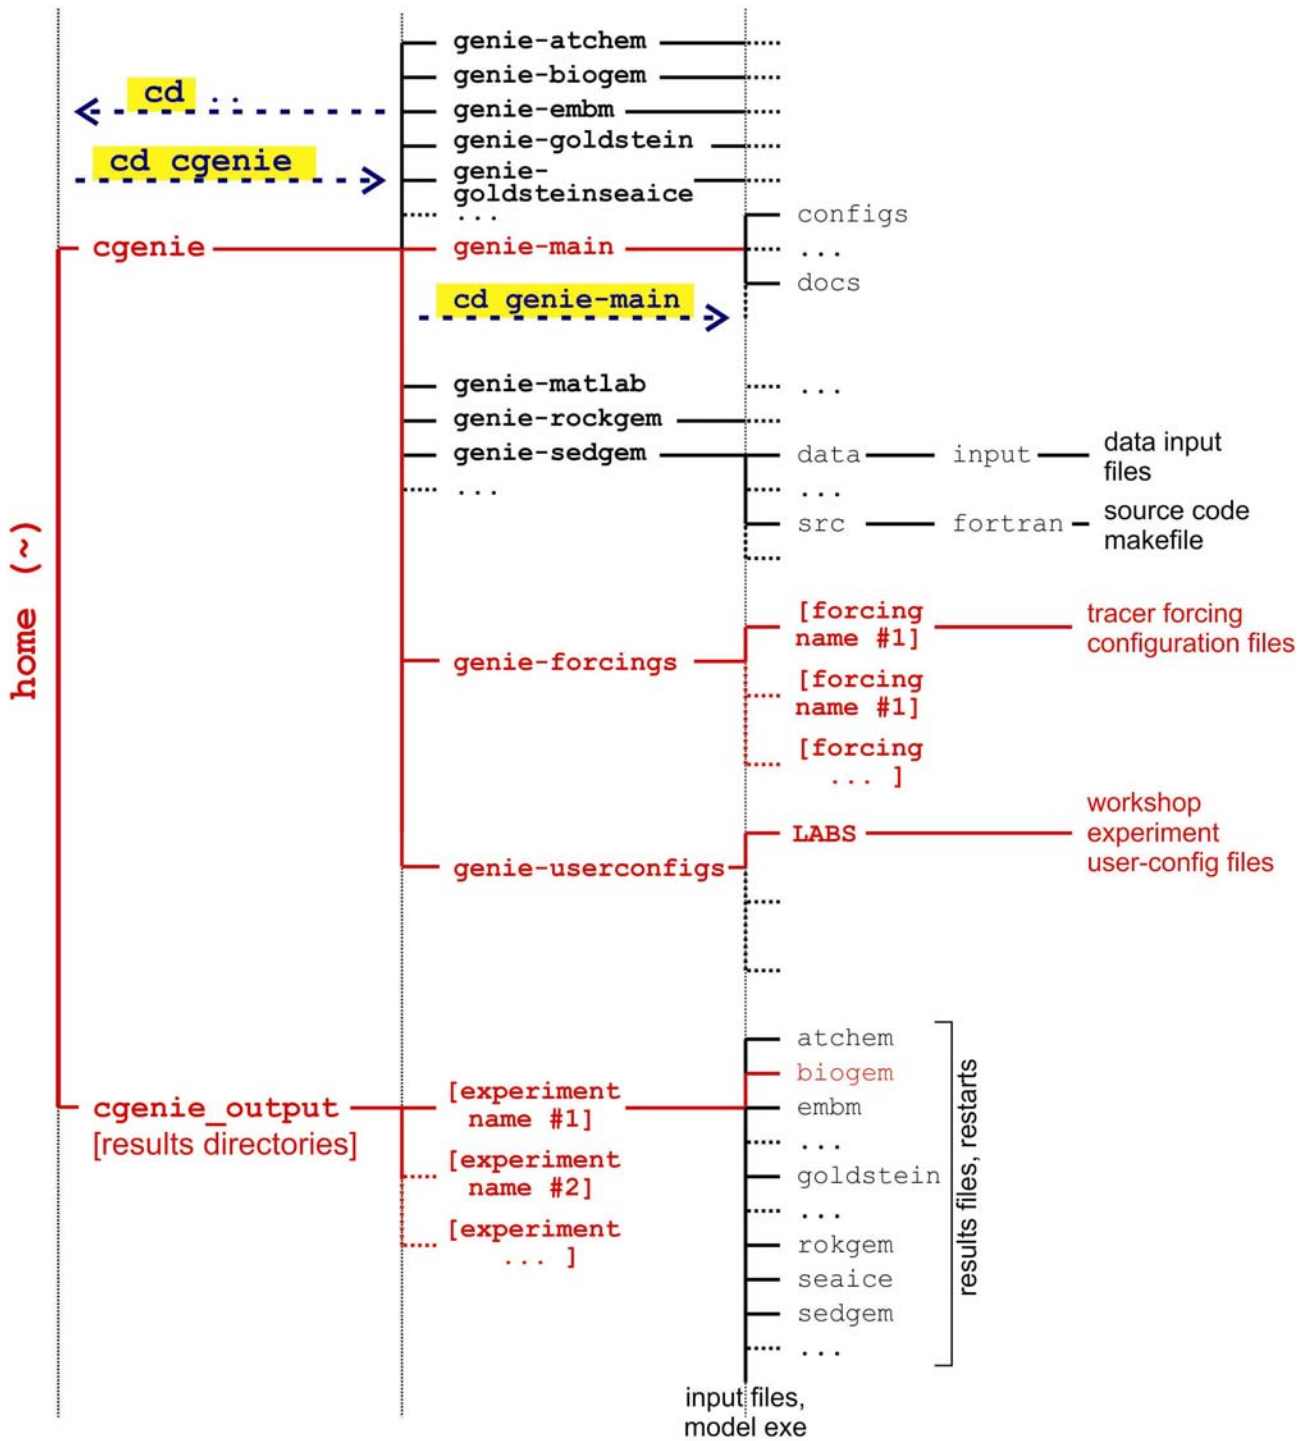 genie-atchem
genie-biogem
cd ..
genie-embm
genie-goldstein
cd cgenie
genie-
goldsteinseaice
...
configs
cgenie
genie-main
...
docs
cd genie-main
genie-matlab
...
genie-rockgem
genie-sedgem
data
input
data input
files
...
...
src
fortran
source code
makefile
home (~)
[forcing
name #1]
tracer forcing
configuration files
genie-forcings
[forcing
name #1]
[forcing
... ]
workshop
experiment
user-config files
LABS
genie-userconfigs
atchem
biogem
embm
...
goldstein
...
rokgem
seaice
sedgem
...
results files, restarts
cgenie_output
[results directories]
[experiment
name #1]
[experiment
name #2]
[experiment
... ]
input files,
model exe